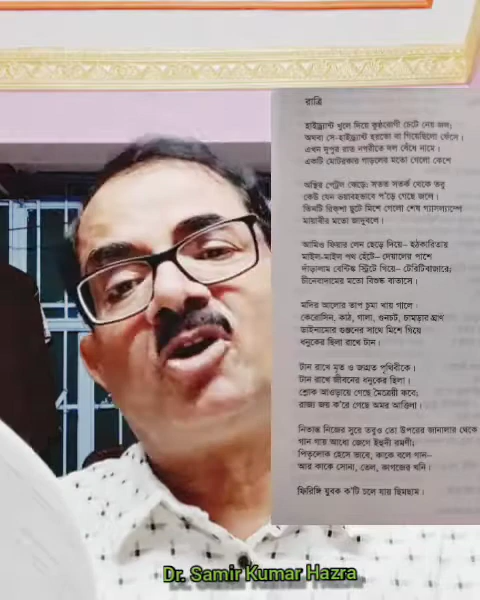 রাত্রি
হাইড্র্যান্ট খুলে দিয়ে কুষ্ঠরোগী চেটে নেয় জল;
অথবা সে-হাইড্র্যান্ট হয়তো বা গিয়েছিলো ফেঁসে।
এখন দুপুর রাত নগরীতে দল বেঁধে নামে।
একটি মোটরকার গাড়লের মতো গেলো কেশে
অস্থির পেট্রল ঝেড়ে; সতত সতর্ক থেকে তবু
কেউ যেন ভয়াবহভাবে প'ড়ে গেছে জলে।
তিনটি রিক্‌শা ছুটে মিশে গেলো শেষ গ্যাসল্যাম্পে
মায়াবীর মতো জাদুবলে।
আমিও ফিয়ার লেন ছেড়ে দিয়ে– হঠকারিতায়
মাইল-মাইল পথ হেঁটে– দেয়ালের পাশে
দাঁড়ালাম বেন্টিঙ্ক স্ট্রিটে গিয়ে– টেরিটিবাজারে;
চীনেবাদামের মতো বিশুষ্ক বাতাসে।
মদির আলোর তাপ চুমা খায় গালে।
কেরোসিন, কাঠ, গালা, গুনচট, চামড়ার ঘ্রাণ
ডাইনামোর গুঞ্জনের সাথে মিশে গিয়ে
ধনুকের ছিলা রাখে টান।
টান রাখে মৃত ও জাগ্রত পৃথিবীকে।
টান রাখে জীবনের ধনুকের ছিলা।
শ্লোক আওড়ায়ে গেছে মৈত্রেয়ী কবে;
রাজ্য জয় ক'রে গেছে অমর আত্তিলা।
নিতান্ত নিজের সুরে তবুও তো উপরের জানালার থেকে
গান গায় আধো জেগে ইহুদী রমণী;
পিতৃলোক হেসে ভাবে, কাকে বলে গান–
আর কাকে সোনা, তেল, কাগজের খনি।
ফিরিঙ্গি যুবক ক'টি চলে যায় ছিমছাম।
Dr. Samir Kumar Hazra